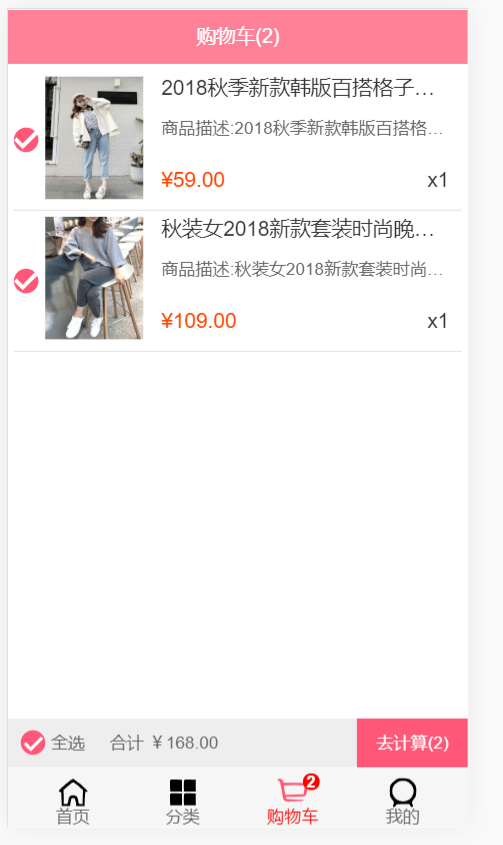 购物车(2)
2018秋季新款韩版百搭格子…
商品描述:2018秋季新款韩版百搭格…
¥59.00 x1
秋装女2018新款套装时尚晚…
商品描述:秋装女2018新款套装时尚…
¥109.00 x1
全选 合计 ¥ 168.00 去计算(2)
2
首页 分类 购物车 我的